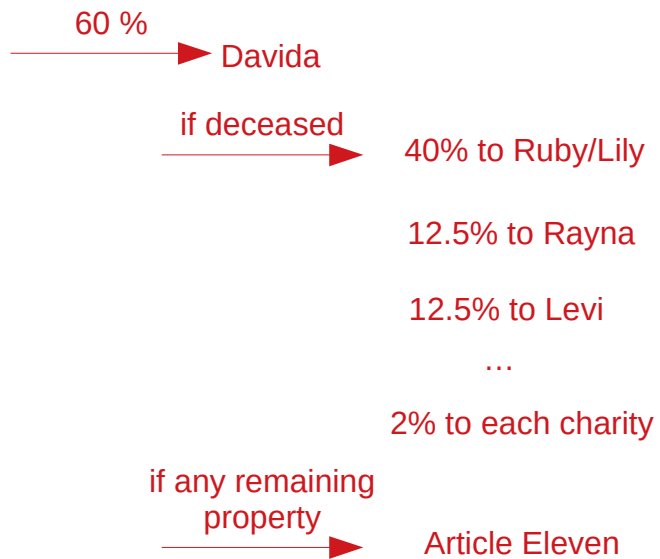 60 %
Davida
if deceased
40% to Ruby/Lily
12.5% to Rayna
12.5% to Levi
...
2% to each charity
if any remaining
property
Article Eleven